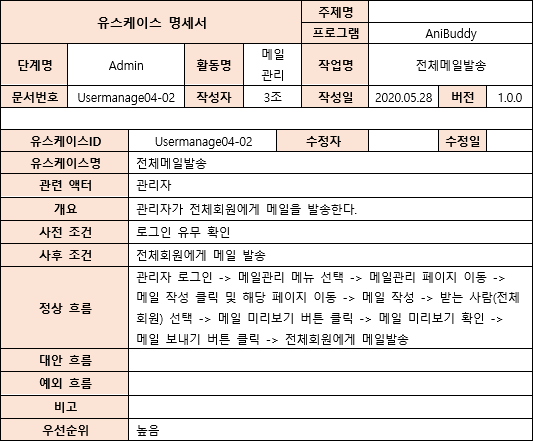 유스케이스 명세서
주제명
프로그램 AniBuddy
단계명 Admin 활동명 메일 관리 작업명 전체메일발송
문서번호 Usermanage04-02 작성자 3조 작성일 2020.05.28 버전 1.0.0
유스케이스ID Usermanage04-02 수정자 수정일
유스케이스명 전체메일발송
관련 액터 관리자
개요 관리자가 전체회원에게 메일을 발송한다.
사전 조건 로그인 유무 확인
사후 조건 전체회원에게 메일 발송
정상 흐름
관리자 로그인 -> 메일관리 메뉴 선택 -> 메일관리 페이지 이동 ->
메일 작성 클릭 및 해당 페이지 이동 -> 메일 작성 -> 받는 사람(전체
회원) 선택 -> 메일 미리보기 버튼 클릭 -> 메일 미리보기 확인 ->
메일 보내기 버튼 클릭 -> 전체회원에게 메일발송
대안 흐름
예외 흐름
비고
우선순위 높음